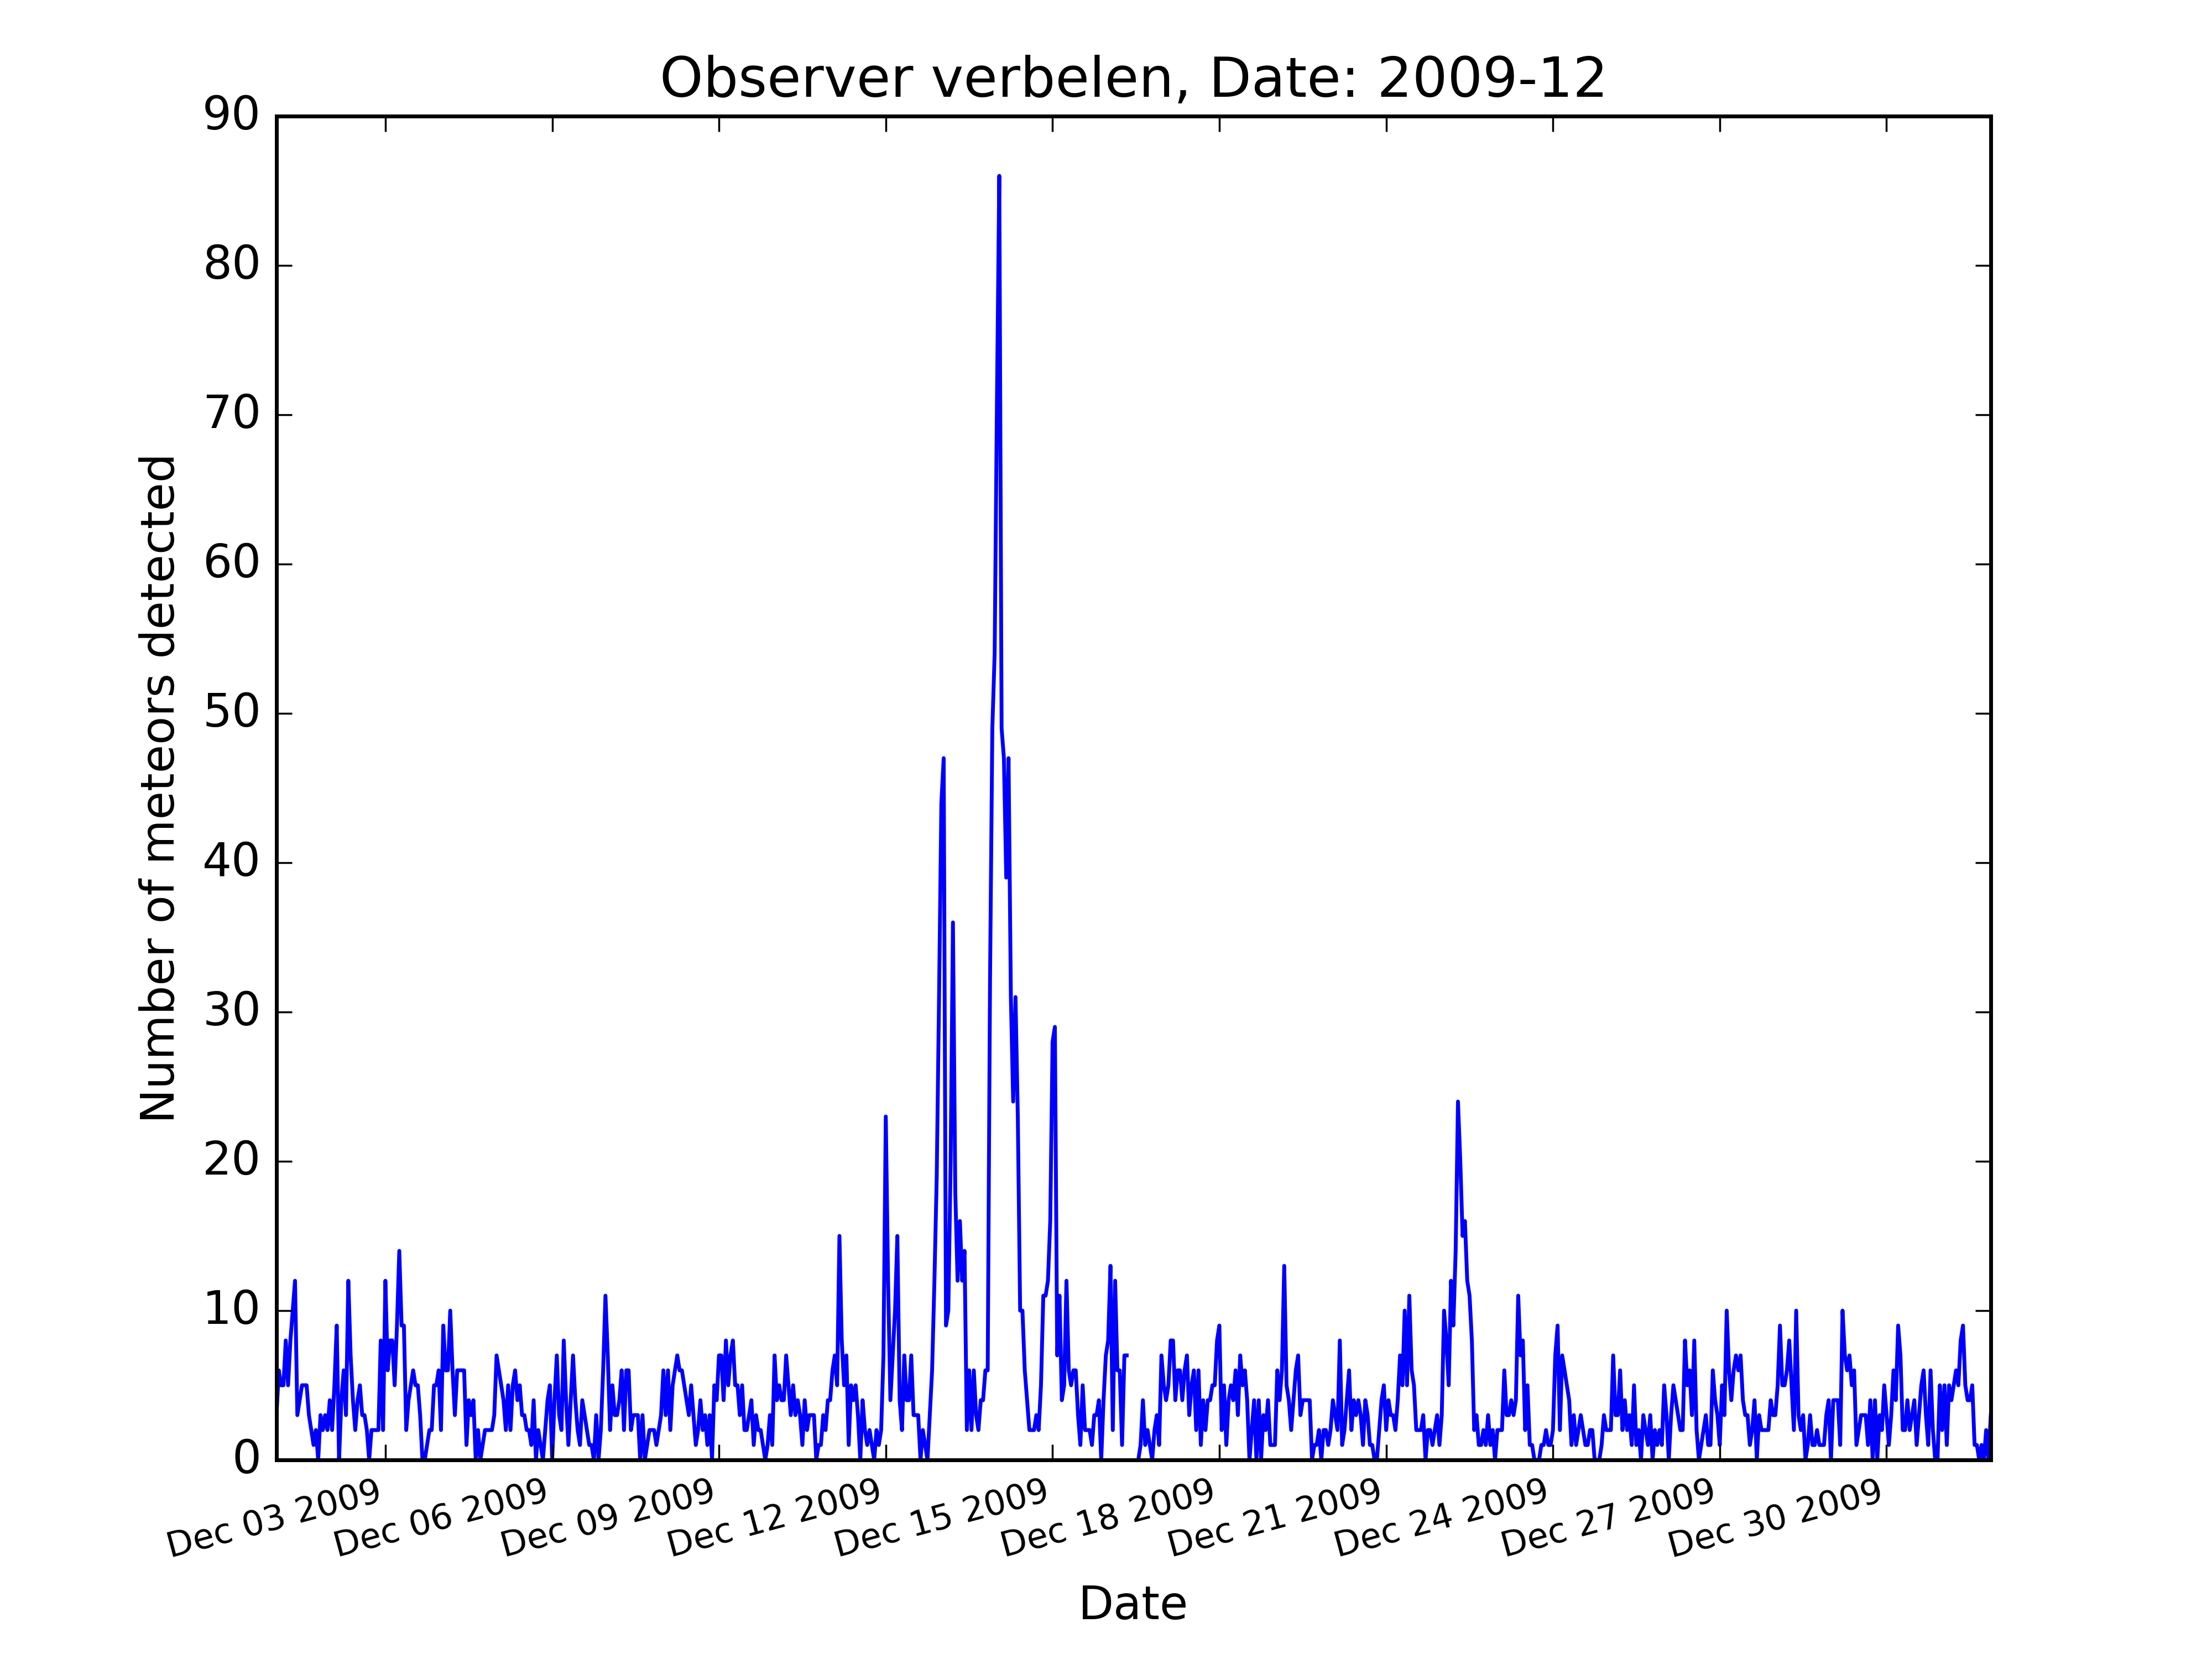 Observer verbelen, Date: 2009-12
Number of meteors detected
90
80
70
60
50
40
30
20
10
0
Dec 03 2009
Dec 06 2009
Dec 09 2009
Dec 12 2009
Dec 15 2009
Dec 18 2009
Dec 21 2009
Dec 24 2009
Dec 27 2009
Dec 30 2009
Date